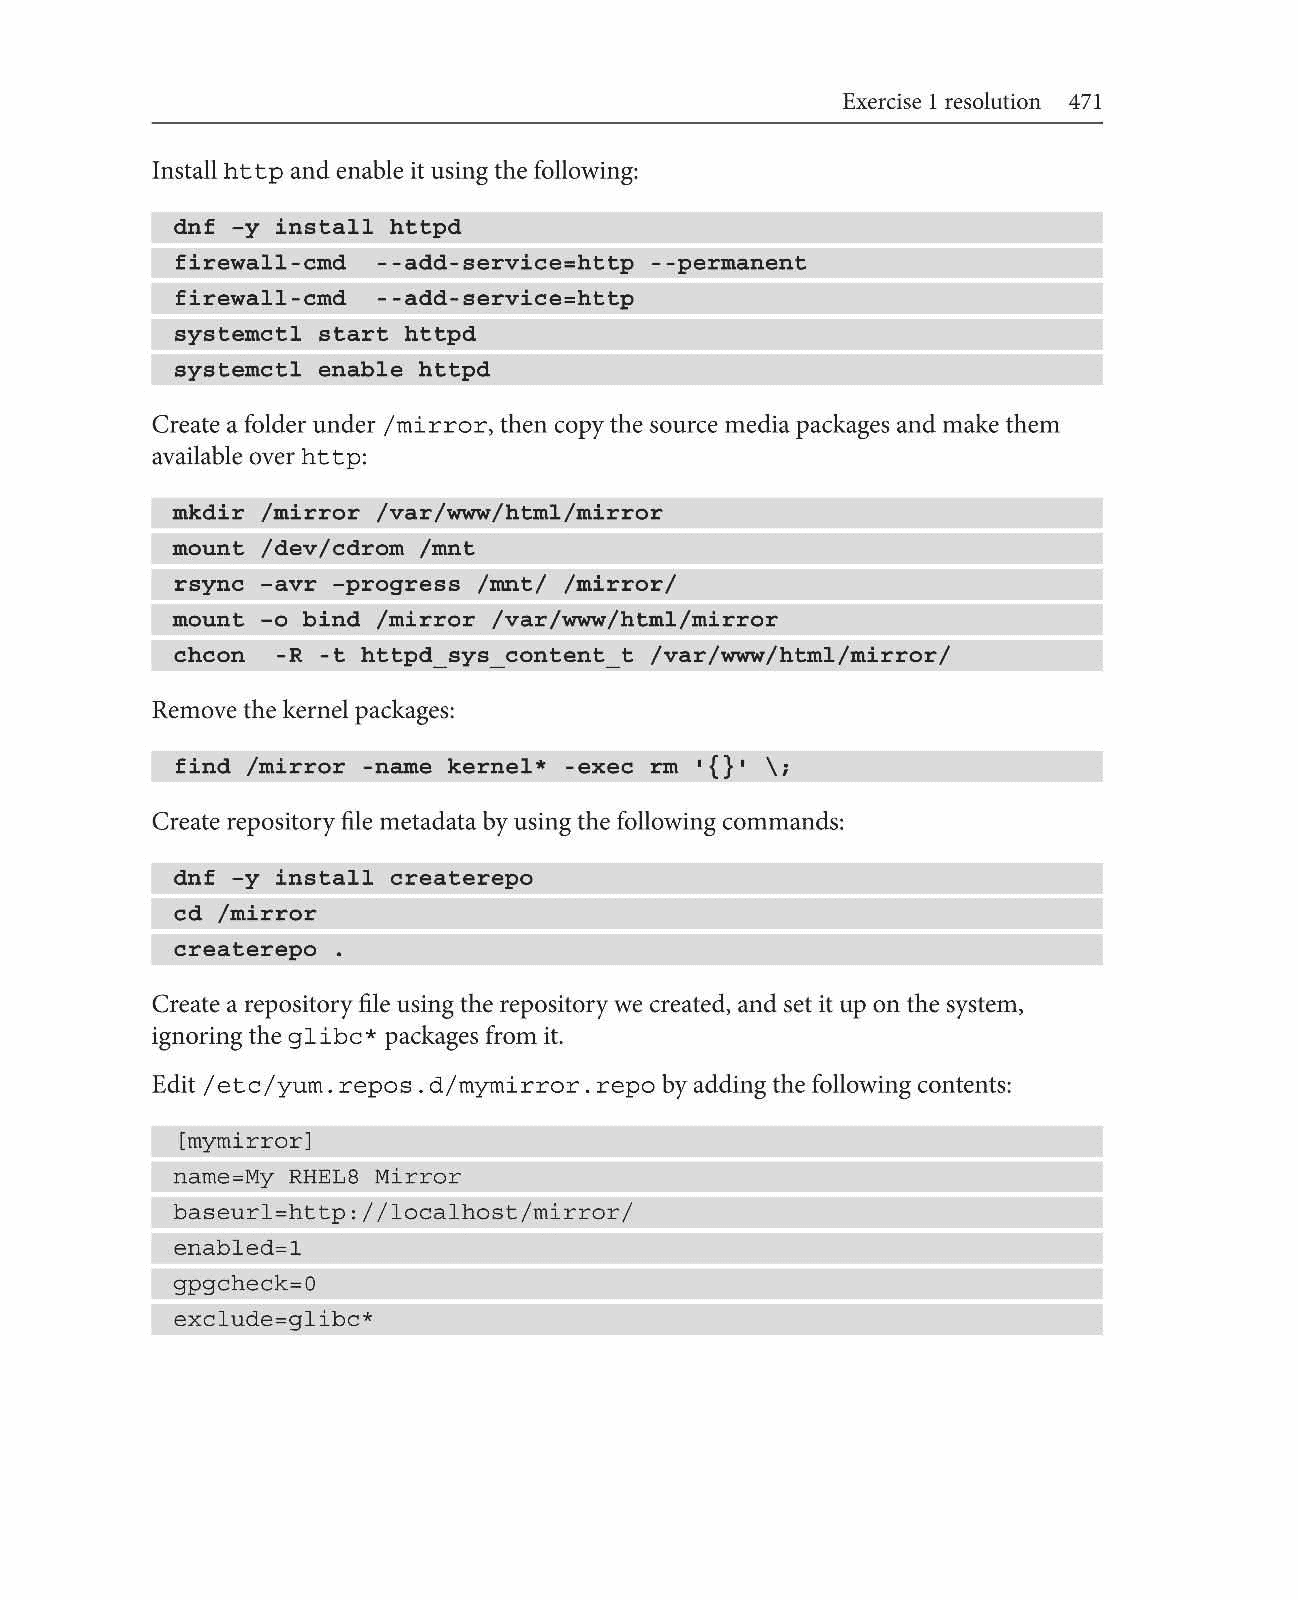 Exercise 1 resolution 471
Install http and enable it using the following:
dnf –y install httpd
firewall-cmd  --add-service=http --permanent
firewall-cmd  --add-service=http
systemctl start httpd
systemctl enable httpd
Create a folder under /mirror, then copy the source media packages and make them
available over http:
mkdir /mirror /var/www/html/mirror
mount /dev/cdrom /mnt
rsync –avr –progress /mnt/ /mirror/
mount –o bind /mirror /var/www/html/mirror
chcon  -R -t httpd_sys_content_t /var/www/html/mirror/
Remove the kernel packages:
find /mirror -name kernel* -exec rm '{}' \;
Create repository file metadata by using the following commands:
dnf –y install createrepo
cd /mirror
createrepo .
Create a repository file using the repository we created, and set it up on the system,
ignoring the glibc* packages from it.
Edit /etc/yum.repos.d/mymirror.repo by adding the following contents:
[mymirror]
name=My RHEL8 Mirror
baseurl=http://localhost/mirror/
enabled=1
gpgcheck=0
exclude=glibc*